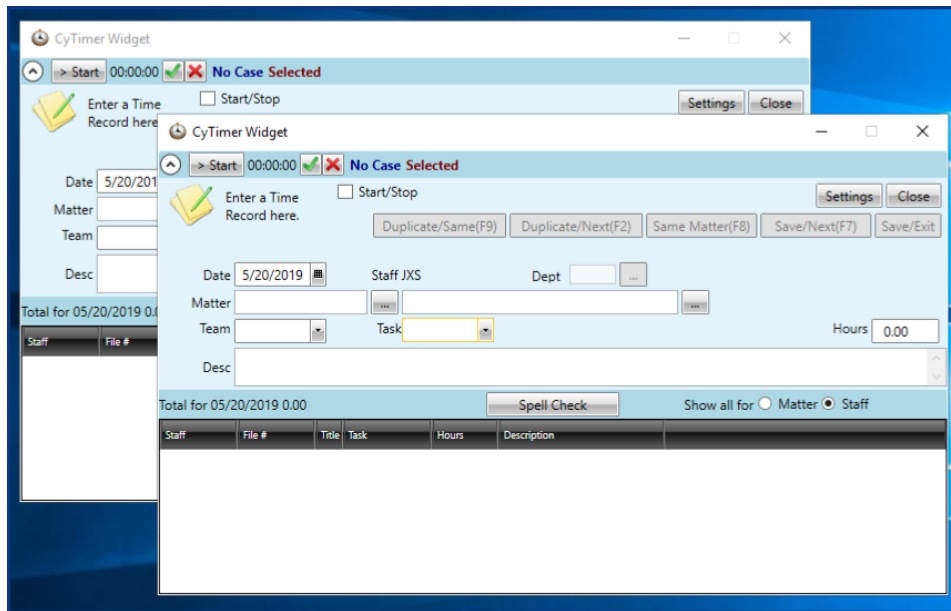 CyTimer Widget
> Start 00:00:00 No Case Selected
Enter a Time Start/Stop
Record here
Settings Close
Date 5/20/201
Matter
Team
Desc
Total for 05/20/2019 0.0
Staff File #
CyTimer Widget
> Start 00:00:00 No Case Selected
Enter a Time Start/Stop
Record here.
Settings Close
Duplicate/Same(F9) Duplicate/Next(F2) Same Matter(F8) Save/Next(F7) Save/Exit
Date 5/20/2019 Staff JXS Dept ...
Matter ... ...
Team Task Hours 0.00
Desc
Total for 05/20/2019 0.00 Spell Check Show all for Matter Staff
Staff File # Title Task Hours Description